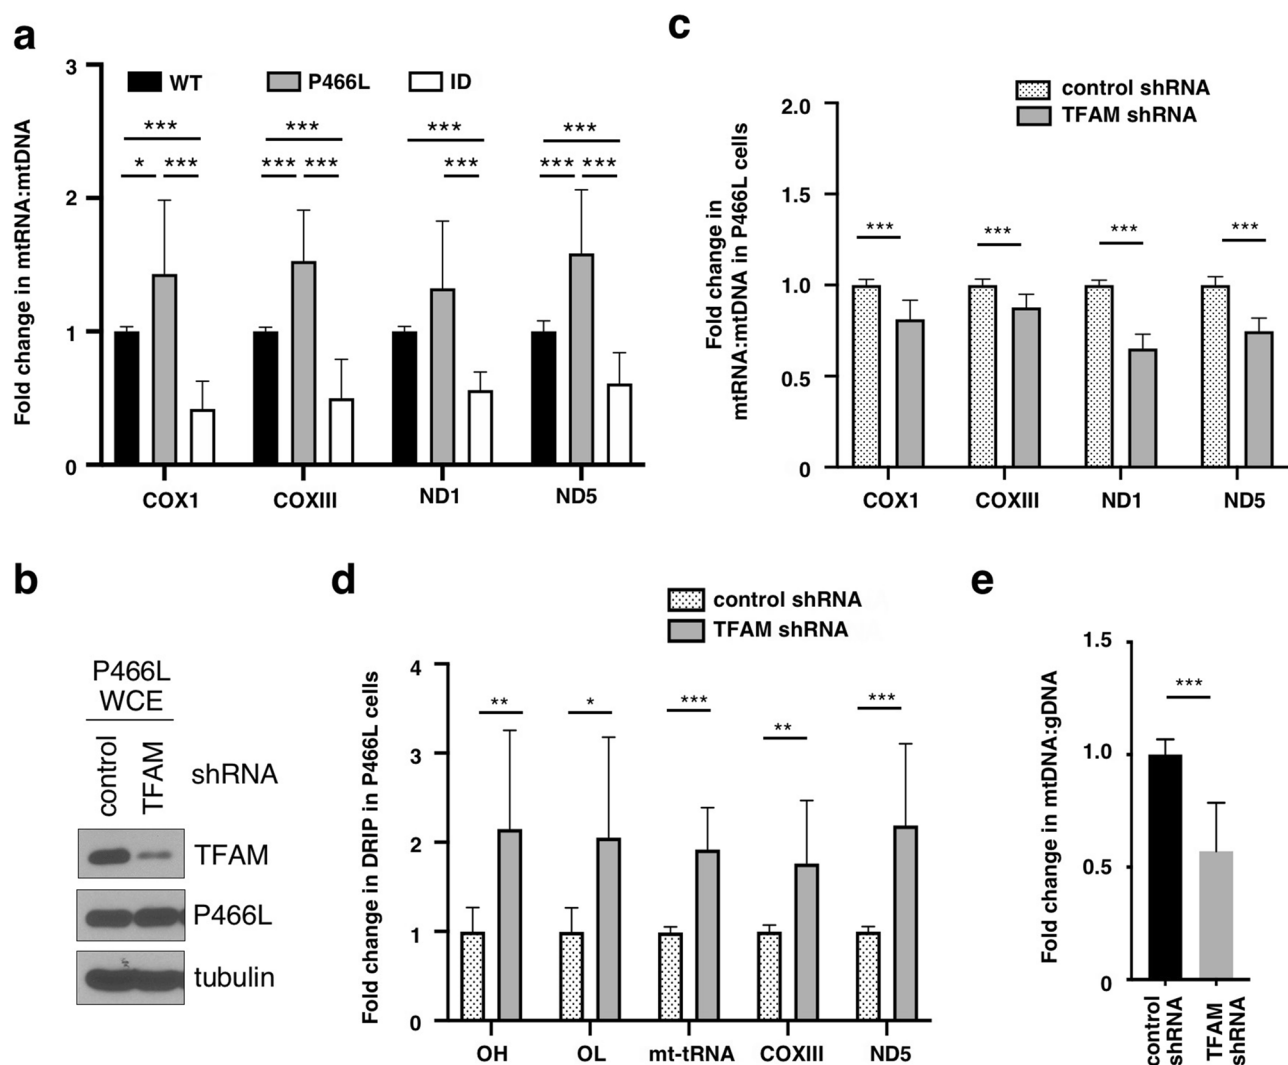 a
3
2
1
0
Fold change in mtRNA:mtDNA
WT
P466L
ID
***
***
***
***
* ***
*** ***
***
*** ***
COX1
COXIII
ND1
ND5
c
2.0
1.5
1.0
0.5
0
Fold change in
mtRNA:mtDNA in P466L cells
control shRNA
TFAM shRNA
***
***
***
***
COX1
COXIII
ND1
ND5
b
P466L
WCE
control
TFAM
shRNA
TFAM
P466L
tubulin
d
control shRNA
TFAM shRNA
4
3
2
1
0
Fold change in DRIP in P466L cells
**
*
***
**
***
OH
OL
mt-tRNA
COXIII
ND5
e
1.5
1.0
0.5
0
Fold change in mtDNA:gDNA
***
control
shRNA
TFAM
shRNA